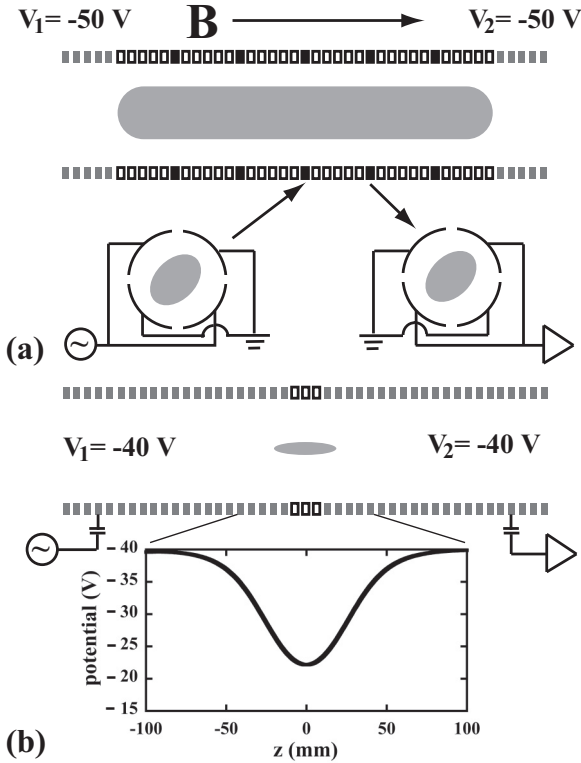 V₁= -50 V
B
V₂= -50 V
~
(a)
V₁= -40 V
V₂= -40 V
~
potential (V)
– 40
– 35
– 30
– 25
– 20
– 15
-100
-50
0
50
100
z (mm)
(b)